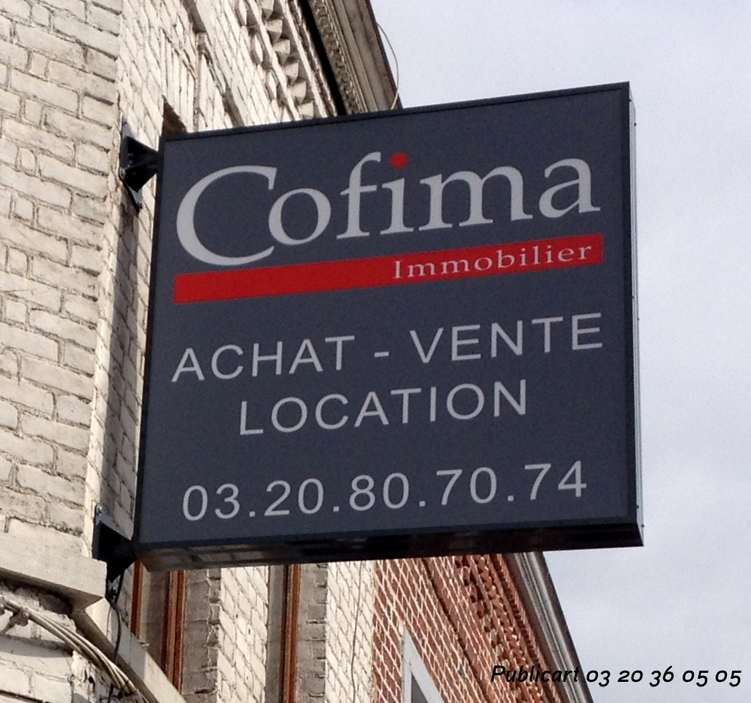 Cofima
Immobilier
ACHAT - VENTE
LOCATION
03.20.80.70.74
Publicart 03 20 36 05 05